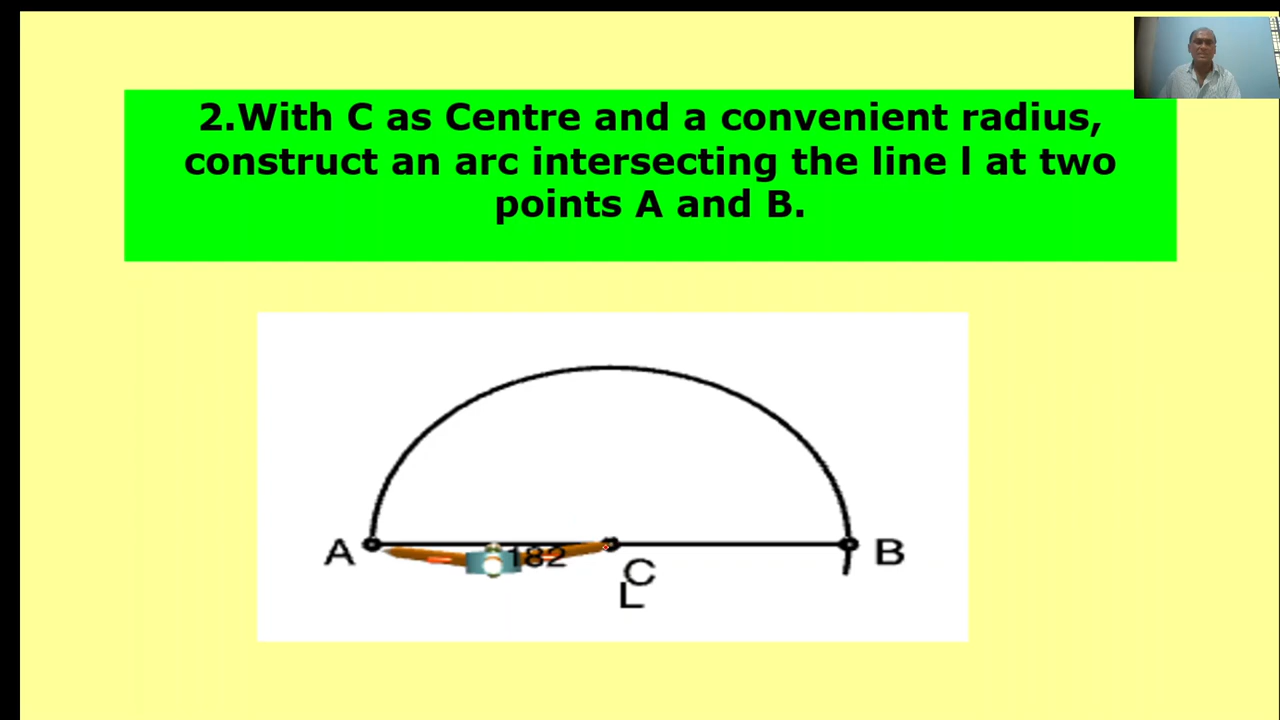 2.With C as Centre and a convenient radius,
construct an arc intersecting the line l at two
points A and B.
A
182
C
B
L